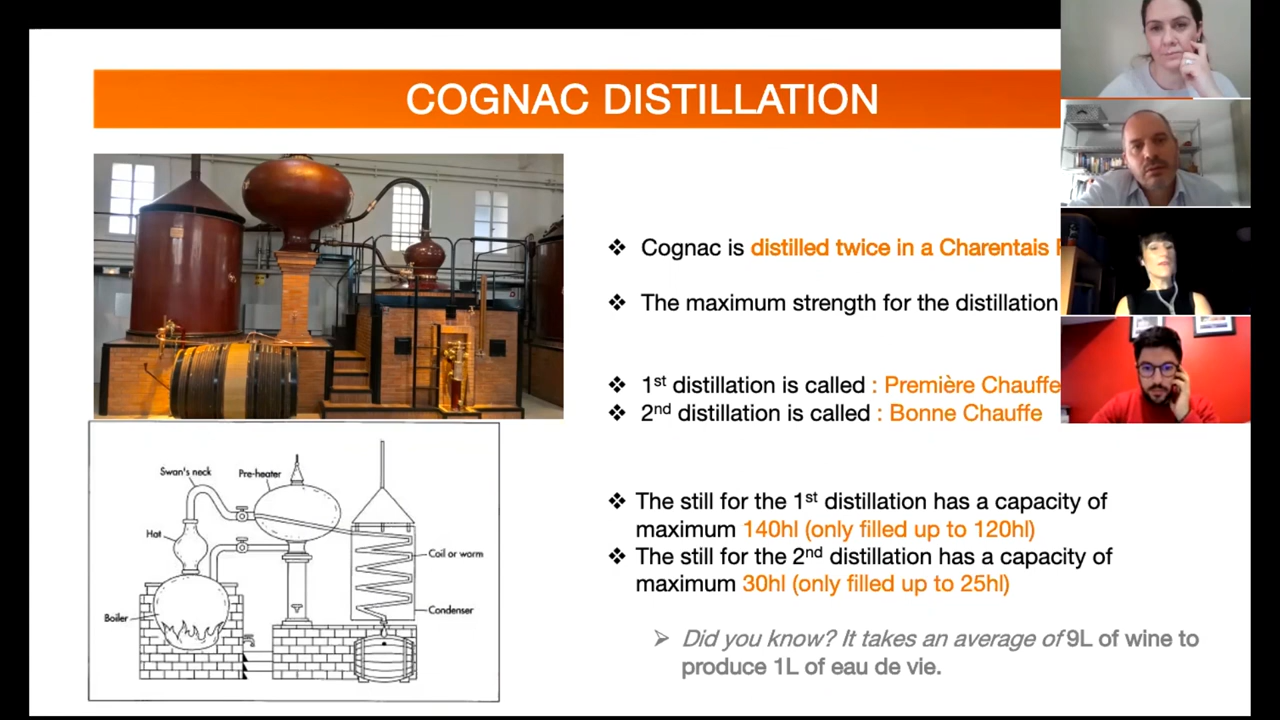 COGNAC DISTILLATION
❖ Cognac is distilled twice in a Charentais
❖ The maximum strength for the distillation
❖ 1st distillation is called : Première Chauffe
❖ 2nd distillation is called : Bonne Chauffe
❖ The still for the 1st distillation has a capacity of
maximum 140hl (only filled up to 120hl)
❖ The still for the 2nd distillation has a capacity of
maximum 30hl (only filled up to 25hl)
➢ Did you know? It takes an average of 9L of wine to
produce 1L of eau de vie.
Swan's neck
Pre-heater
Hat
Coil or worm
Boiler
Condenser